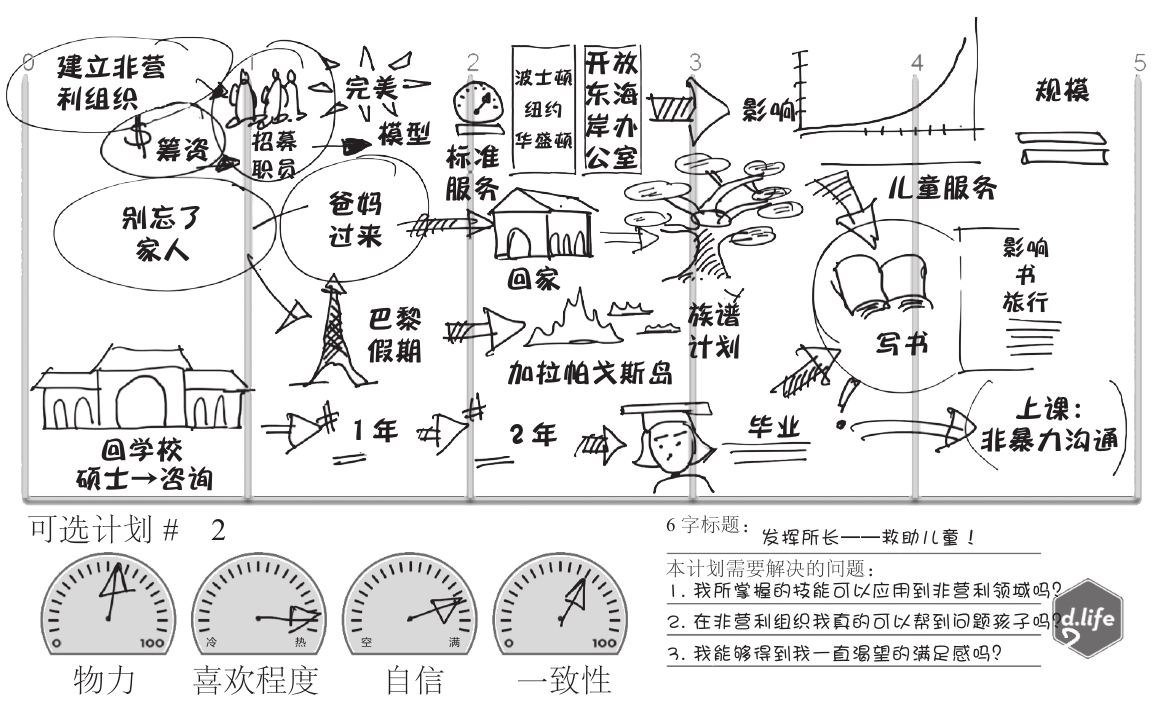 0
1
2
3
4
5
建立非营
利组织
$
筹资
招募
职员
完美
模型
标准
服务
波士顿
纽约
华盛顿
开放
东海
岸办
公室
影响
规模
儿童服务
别忘了
家人
爸妈
过来
回家
族谱
计划
影响
书
旅行
写书
巴黎
假期
加拉帕戈斯岛
回学校
硕士→咨询
#
1年
#
2年
毕业
上课:
非暴力沟通
可选计划 # 2
0 100
物力
冷 热
喜欢程度
空 满
自信
0 100
一致性
6 字标题: 发挥所长——救助儿童!
本计划需要解决的问题:
1. 我所掌握的技能可以应用到非营利领域吗?
2. 在非营利组织我真的可以帮到问题孩子吗?
3. 我能够得到我一直渴望的满足感吗?
d.life